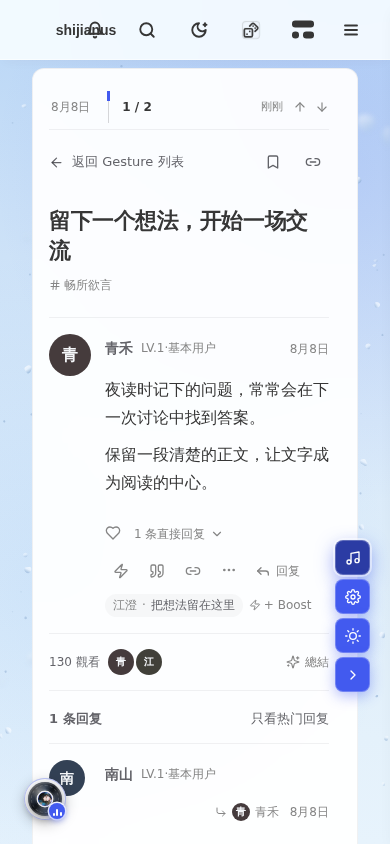 shijianus
8月8日
1 / 2
刚刚
返回 Gesture 列表
留下一个想法，开始一场交
流
# 畅所欲言
青
青禾 LV.1·基本用户 8月8日
夜读时记下的问题，常常会在下
一次讨论中找到答案。
保留一段清楚的正文，让文字成
为阅读的中心。
1 条直接回复
回复
江澄 · 把想法留在这里
+ Boost
130 觀看
青
江
總結
1 条回复
只看热门回复
南
南山 LV.1·基本用户
青 青禾 8月8日